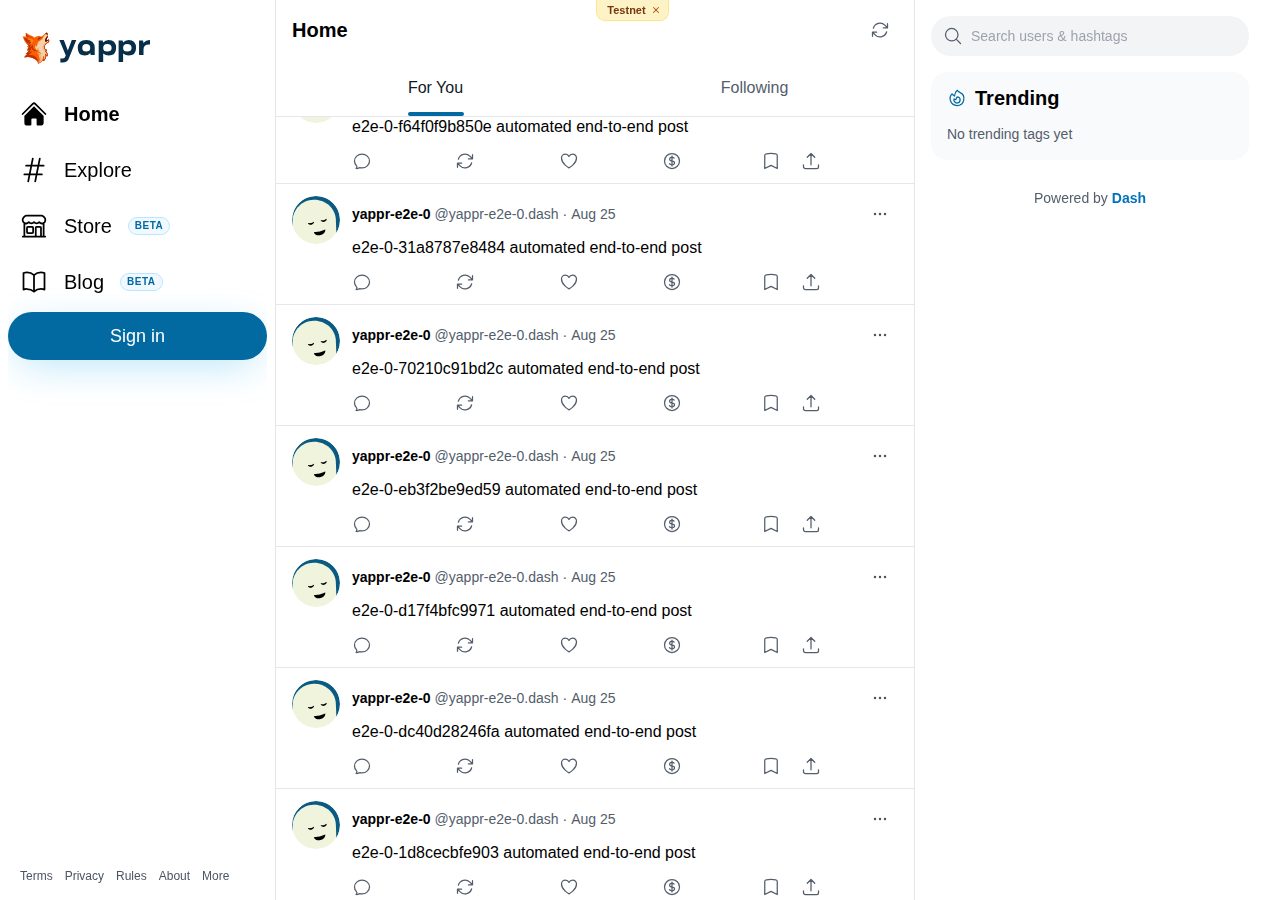 yappr
Home
Explore
Store BETA
Blog BETA
Sign in
Terms Privacy Rules About More
Testnet ×
Home
For You Following
e2e-0-f64f0f9b850e automated end-to-end post
yappr-e2e-0 @yappr-e2e-0.dash · Aug 25
e2e-0-31a8787e8484 automated end-to-end post
yappr-e2e-0 @yappr-e2e-0.dash · Aug 25
e2e-0-70210c91bd2c automated end-to-end post
yappr-e2e-0 @yappr-e2e-0.dash · Aug 25
e2e-0-eb3f2be9ed59 automated end-to-end post
yappr-e2e-0 @yappr-e2e-0.dash · Aug 25
e2e-0-d17f4bfc9971 automated end-to-end post
yappr-e2e-0 @yappr-e2e-0.dash · Aug 25
e2e-0-dc40d28246fa automated end-to-end post
yappr-e2e-0 @yappr-e2e-0.dash · Aug 25
e2e-0-1d8cecbfe903 automated end-to-end post
Search users & hashtags
Trending
No trending tags yet
Powered by Dash